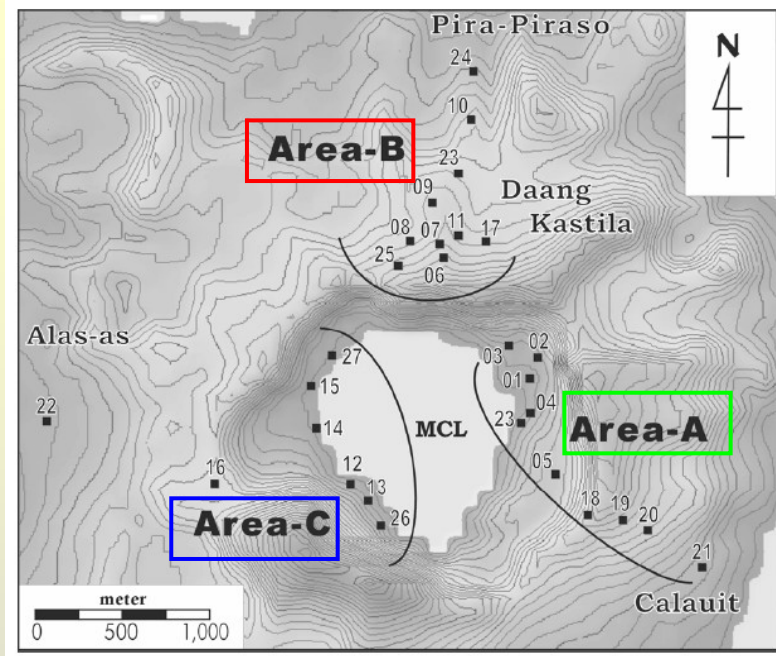 Pira-Piraso
N
24
10
Area-B
23
Daang
Kastila
09
08
07
11
17
25
06
Alas-as
03
02
27
01
15
04
22
23
MCL
Area-A
14
05
16
12
13
18
19
20
Area-C
26
21
Calauit
meter
0 500 1,000